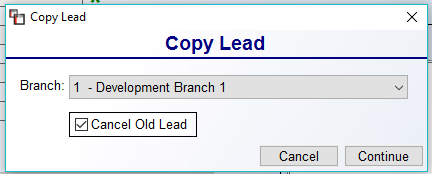 Copy Lead
Copy Lead
Branch: 1 - Development Branch 1
Cancel Old Lead
Cancel Continue